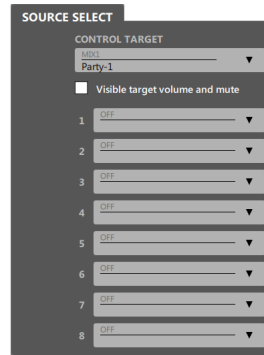 SOURCE SELECT
CONTROL TARGET
MIX1
Party-1
Visible target volume and mute
1 OFF
2 OFF
3 OFF
4 OFF
5 OFF
6 OFF
7 OFF
8 OFF